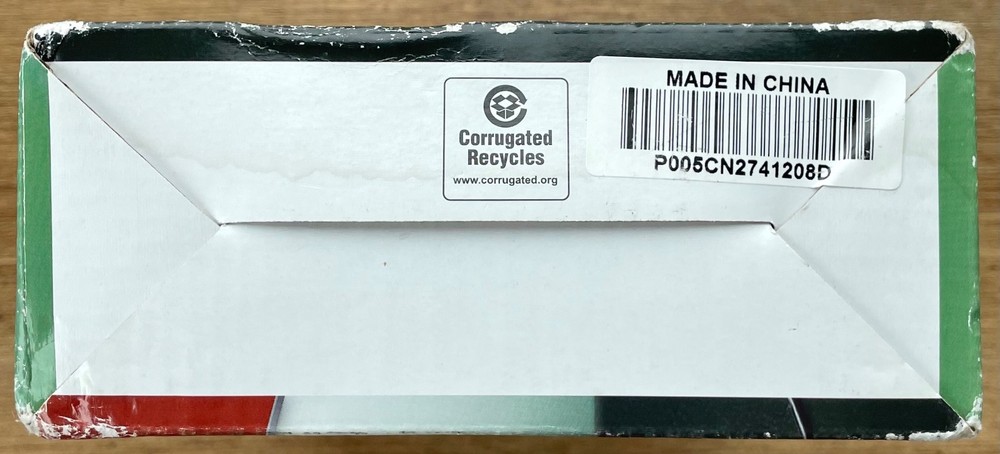 Corrugated
Recycles
www.corrugated.org
MADE IN CHINA
P005CN2741208D